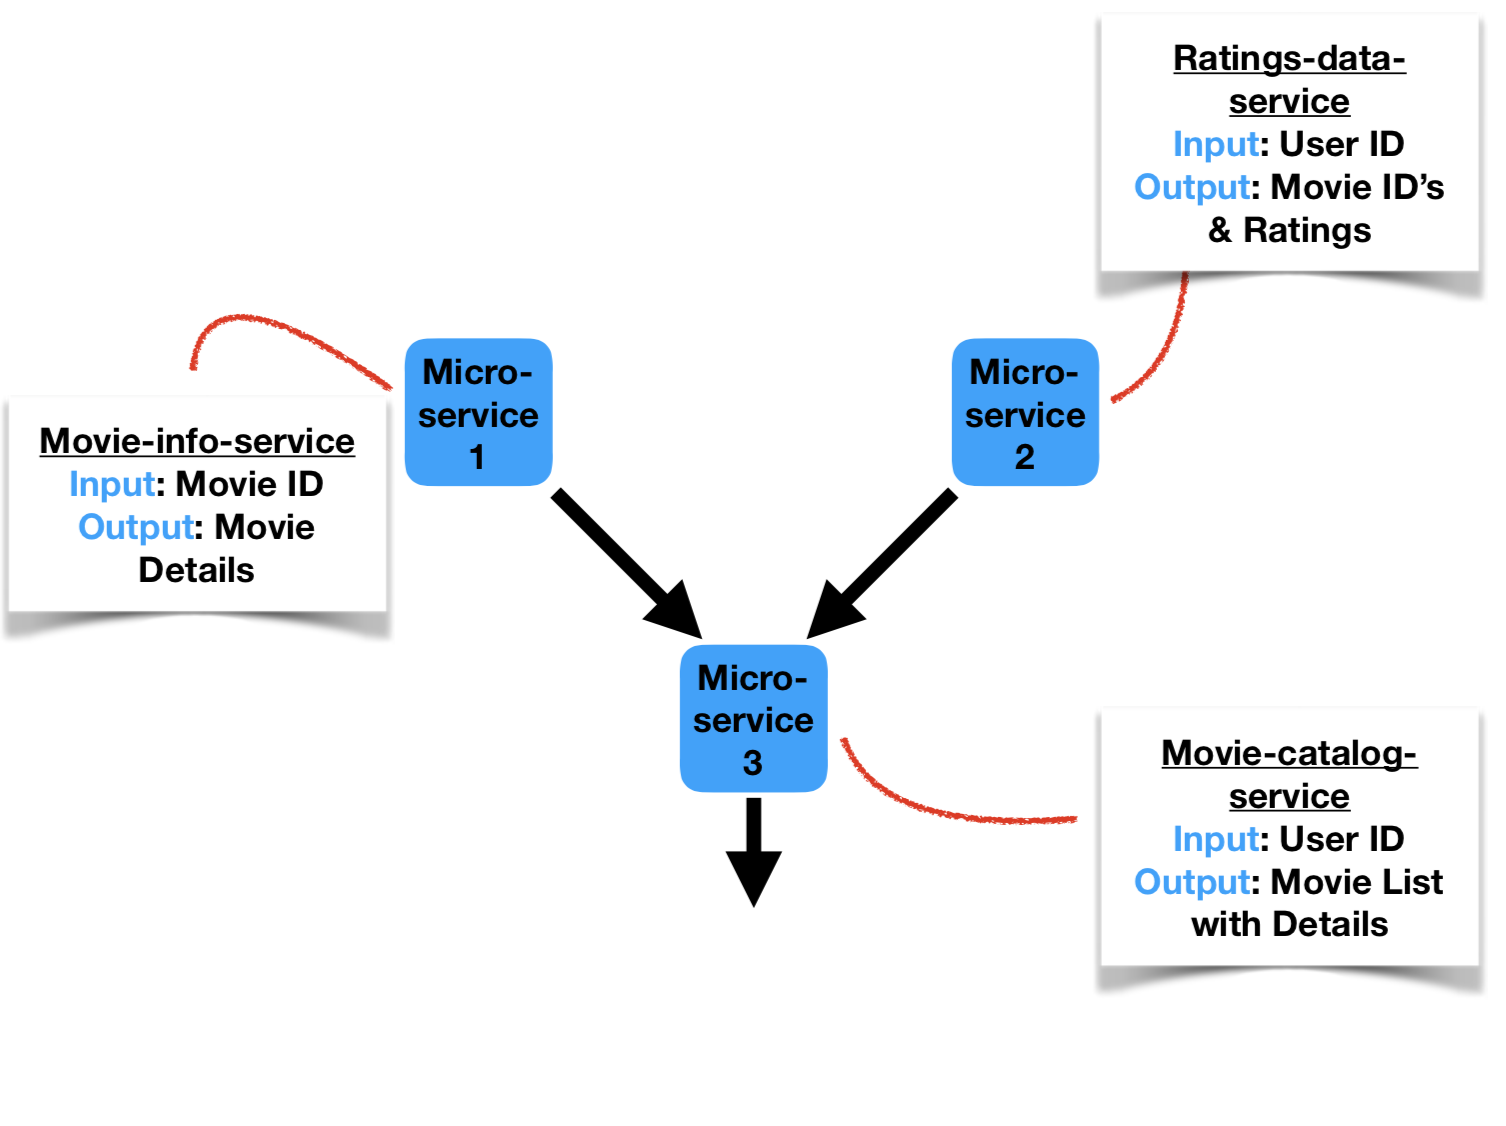 Ratings-data-
service
Input: User ID
Output: Movie ID’s
& Ratings
Micro-
service
1
Micro-
service
2
Movie-info-service
Input: Movie ID
Output: Movie
Details
Micro-
service
3
Movie-catalog-
service
Input: User ID
Output: Movie List
with Details